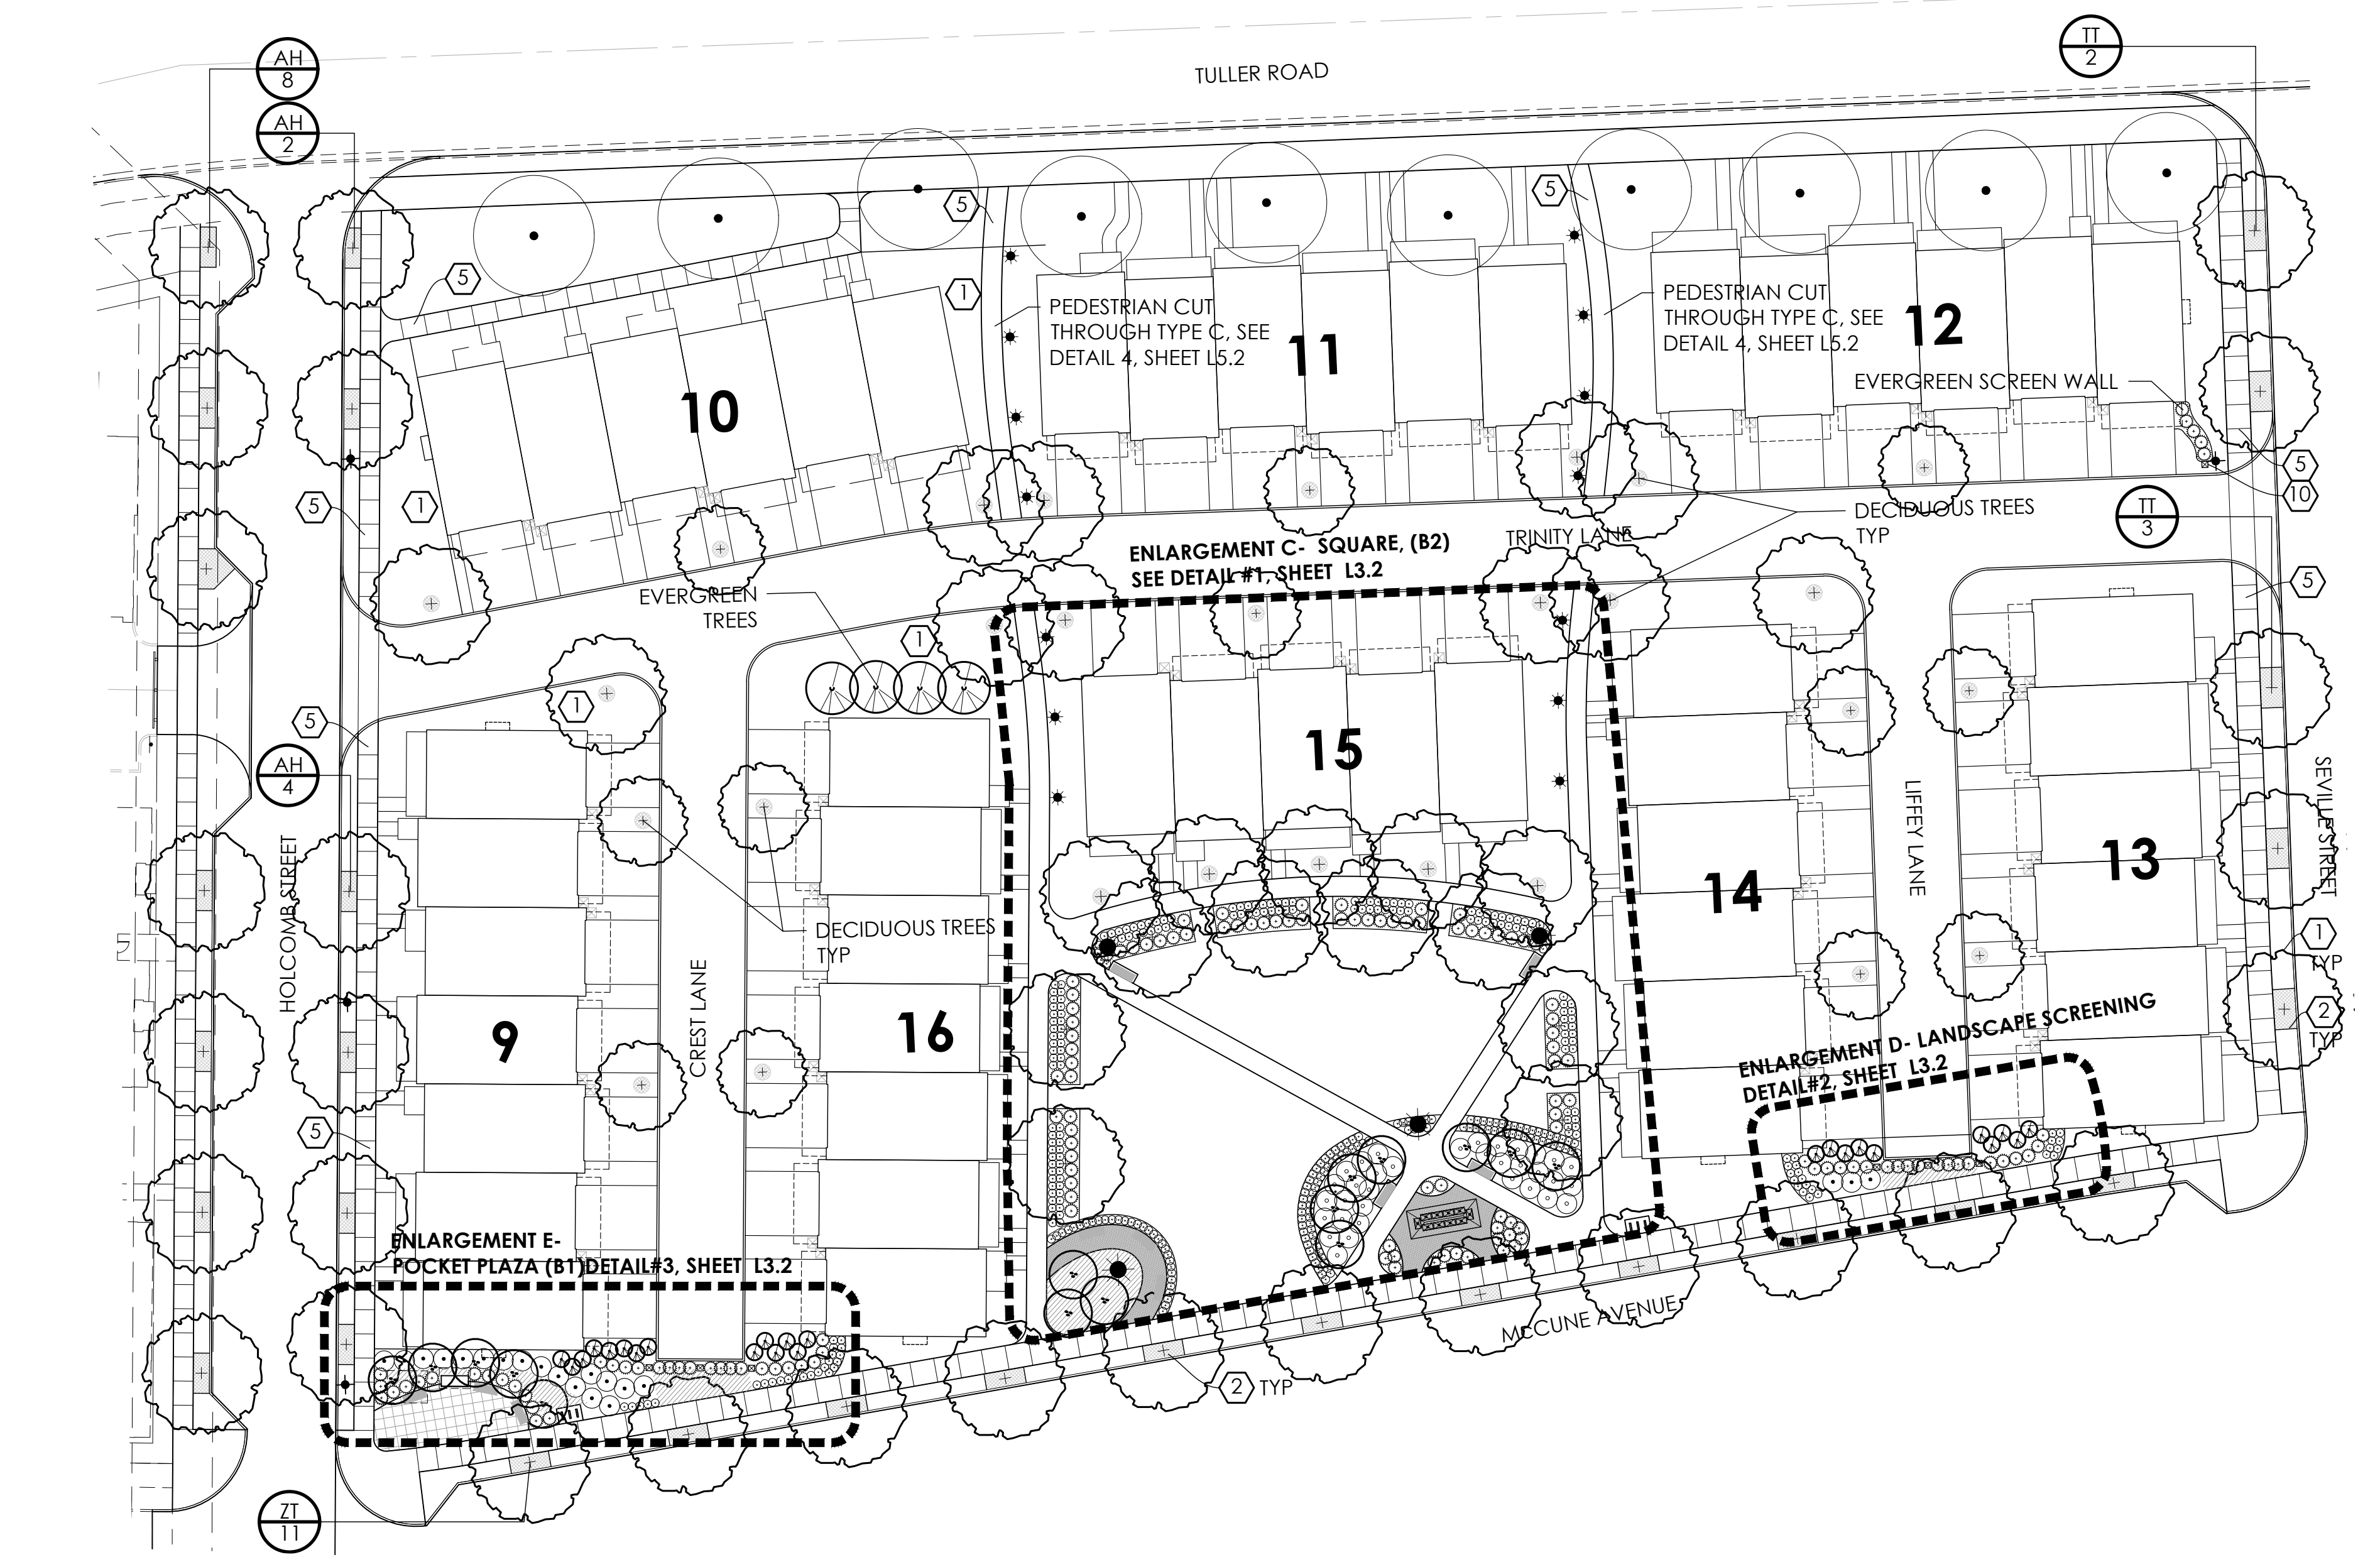 AH
8
TT
2
TULLER ROAD
AH
2
5
5
5
1
PEDESTRIAN CUT
THROUGH TYPE C, SEE
DETAIL 4, SHEET L5.2
11
PEDESTRIAN CUT
THROUGH TYPE C, SEE
DETAIL 4, SHEET L5.2
12
EVERGREEN SCREEN WALL
10
5
10
5
1
TT
3
DECIDUOUS TREES
TYP
TRINITY LANE
ENLARGEMENT C- SQUARE, (B2)
SEE DETAIL #1, SHEET L3.2
EVERGREEN
TREES
5
1
1
5
AH
4
15
14
13
LIFFEY LANE
SEVILLE STREET
HOLCOMB STREET
DECIDUOUS TREES
TYP
CREST LANE
9
16
1
TYP
2
TYP
ENLARGEMENT D- LANDSCAPE SCREENING
DETAIL#2, SHEET L3.2
5
ENLARGEMENT E-
POCKET PLAZA (B1)DETAIL#3, SHEET L3.2
MCCUNE AVENUE
2 TYP
ZT
11